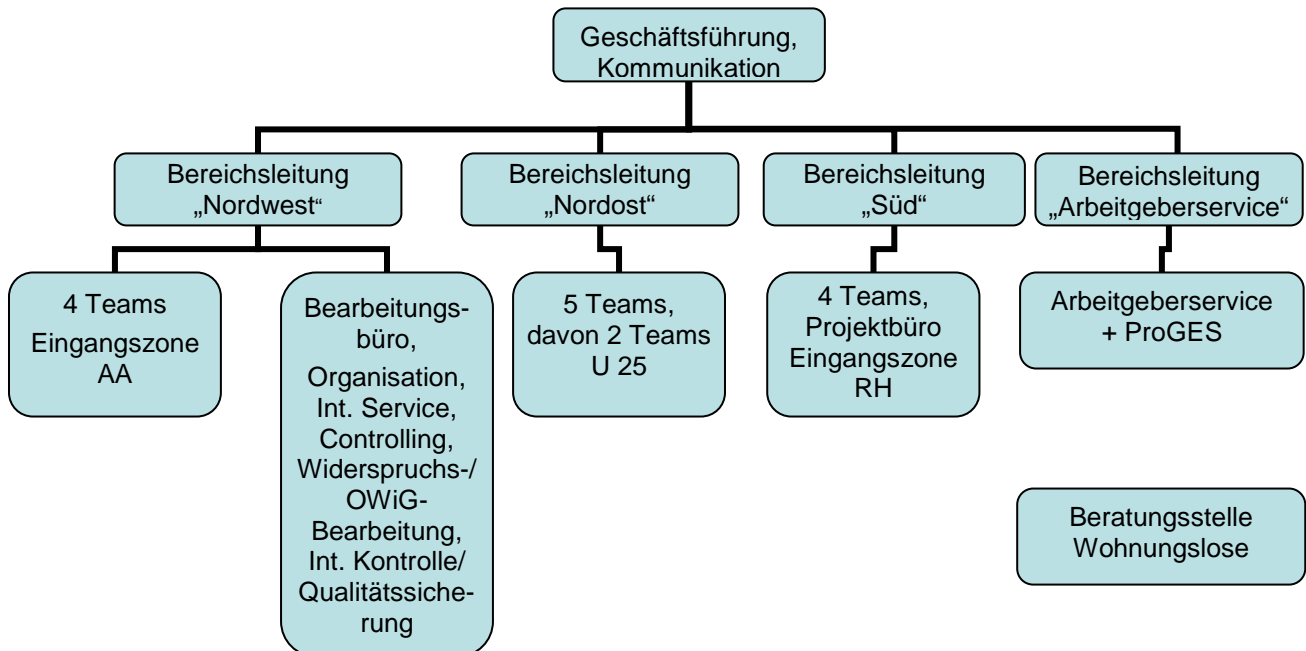 Geschäftsführung,
Kommunikation
Bereichsleitung
„Nordwest“
Bereichsleitung
„Nordost“
Bereichsleitung
„Süd“
Bereichsleitung
„Arbeitgeberservice“
4 Teams
Eingangszone
AA
Bearbeitungs-
büro,
Organisation,
Int. Service,
Controlling,
Widerspruchs-/
OWiG-
Bearbeitung,
Int. Kontrolle/
Qualitätssiche-
rung
5 Teams,
davon 2 Teams
U 25
4 Teams,
Projektbüro
Eingangszone
RH
Arbeitgeberservice
+ ProGES
Beratungsstelle
Wohnungslose